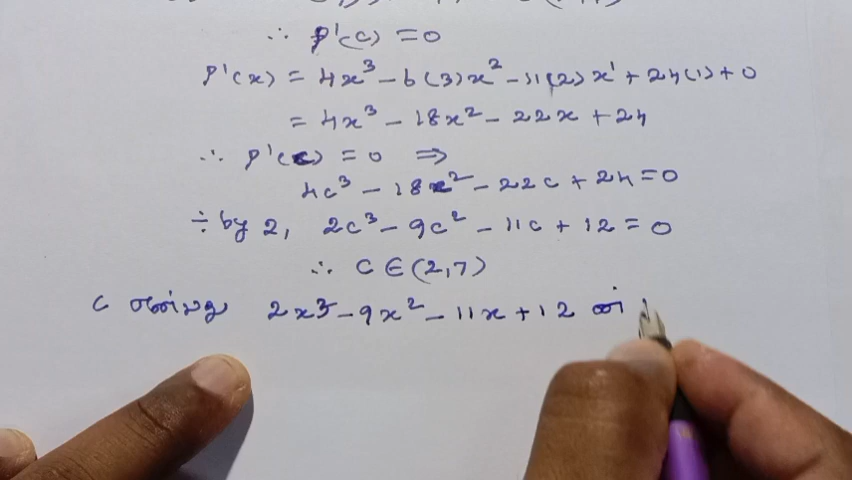 ∴ p'(c) = 0
p'(x) = 4x³ - 6(3)x² - 11(2)x' + 24(1) + 0
= 4x³ - 18x² - 22x + 24
∴ p'(c) = 0 ⇒
4c³ - 18c² - 22c + 24 = 0
÷ by 2, 2c³ - 9c² - 11c + 12 = 0
∴ C ∈ (2,7)
C என்பது 2x³ - 9x² - 11x + 12 ன்